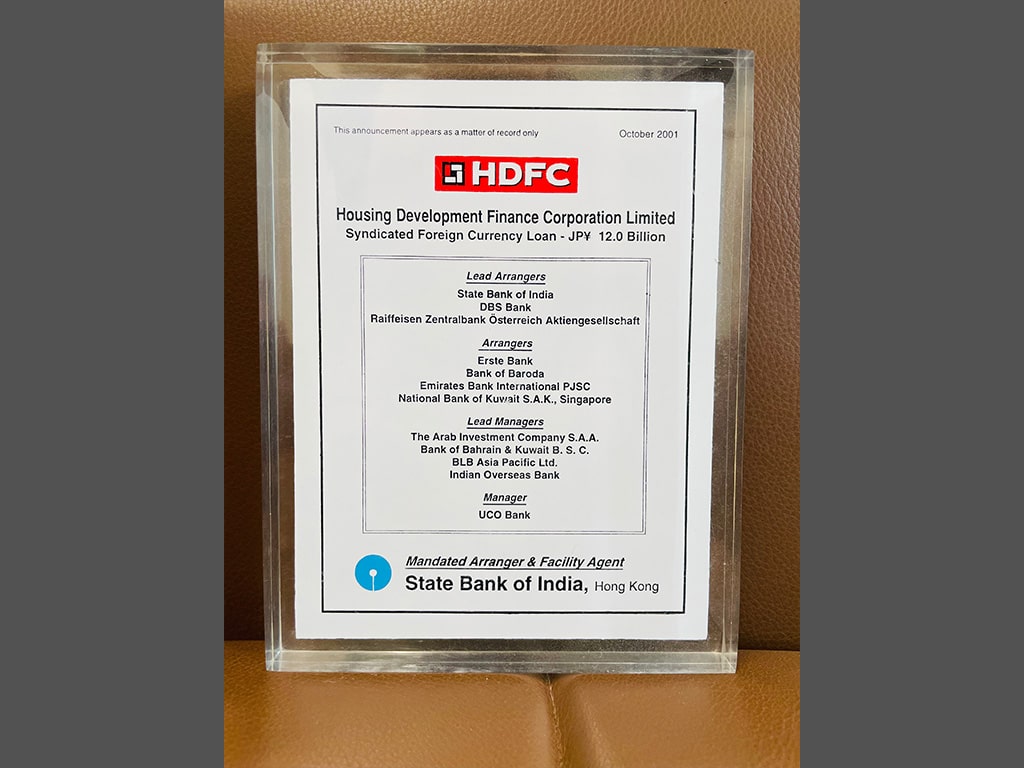 This announcement appears as a matter of record only
October 2001
HDFC
Housing Development Finance Corporation Limited
Syndicated Foreign Currency Loan - JP¥ 12.0 Billion
Lead Arrangers
State Bank of India
DBS Bank
Raiffeisen Zentralbank Österreich Aktiengesellschaft
Arrangers
Erste Bank
Bank of Baroda
Emirates Bank International PJSC
National Bank of Kuwait S.A.K., Singapore
Lead Managers
The Arab Investment Company S.A.A.
Bank of Bahrain & Kuwait B. S. C.
BLB Asia Pacific Ltd.
Indian Overseas Bank
Manager
UCO Bank
Mandated Arranger & Facility Agent
State Bank of India, Hong Kong